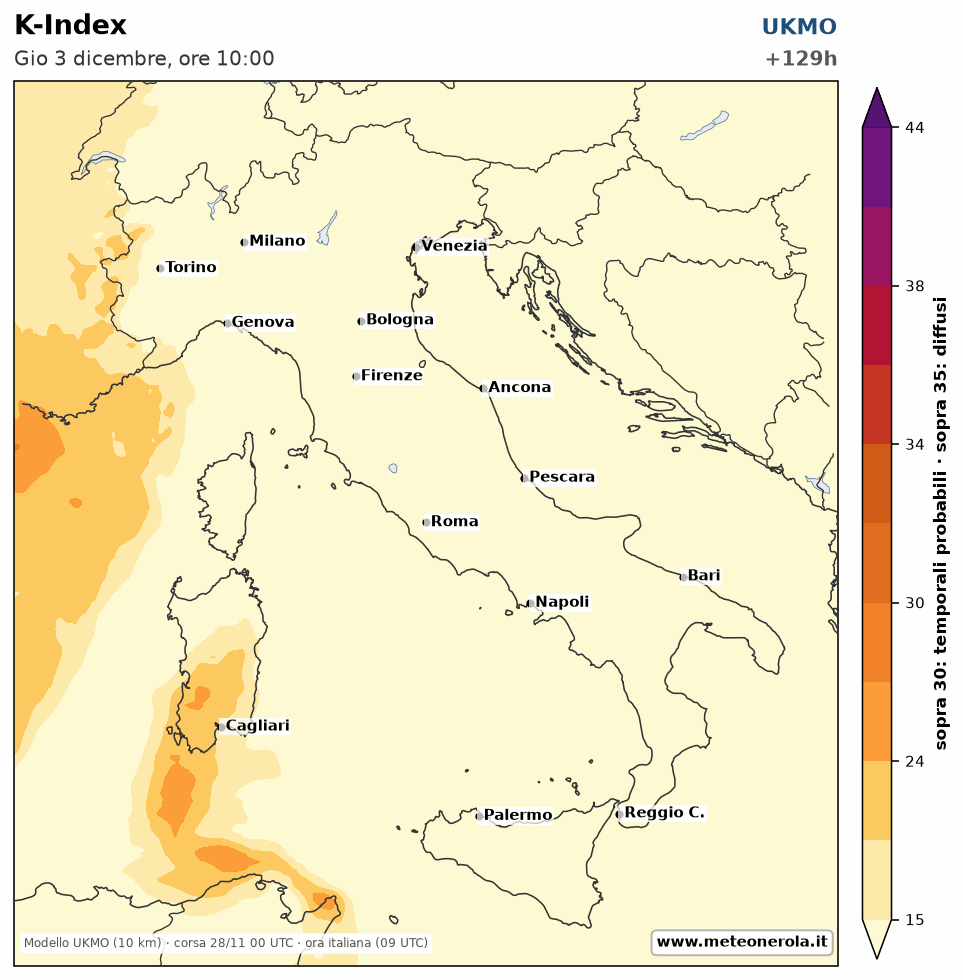 K-Index
UKMO
Gio 3 dicembre, ore 10:00
+129h
44
38
34
30
24
15
sopra 30: temporali probabili · sopra 35: diffusi
Milano
Venezia
Torino
Genova
Bologna
Firenze
Ancona
Pescara
Roma
Bari
Napoli
Cagliari
Palermo
Reggio C.
Modello UKMO (10 km) · corsa 28/11 00 UTC · ora italiana (09 UTC)
www.meteonerola.it